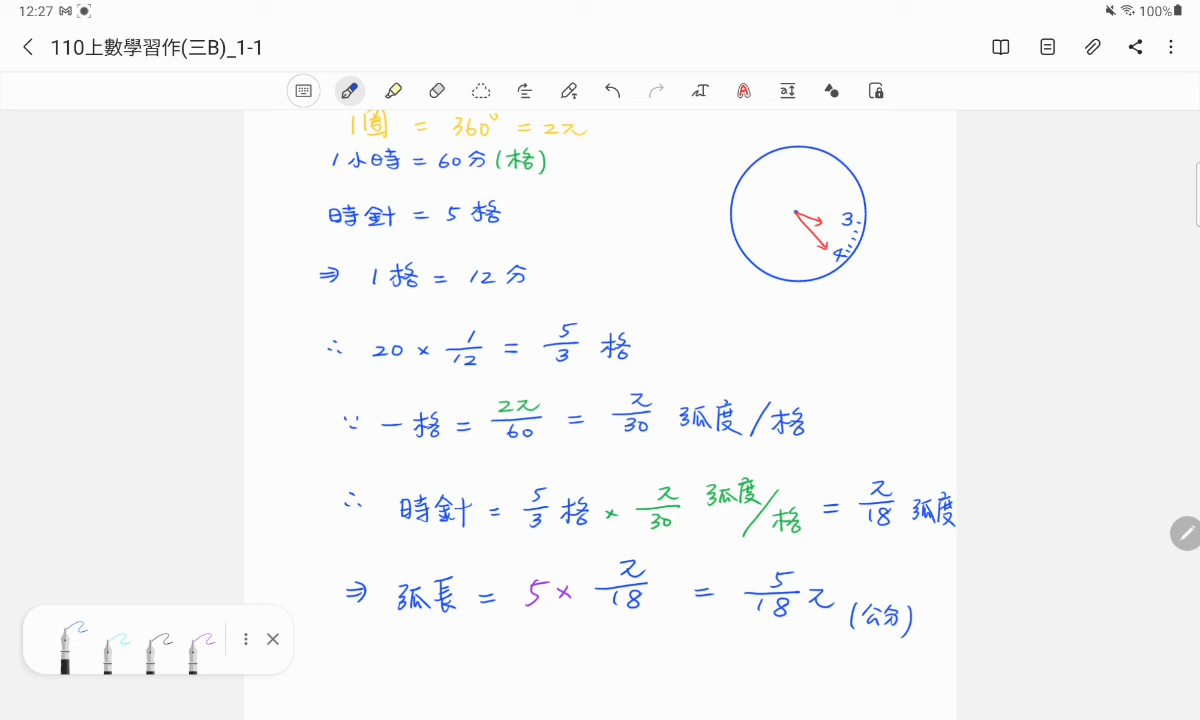 12:27
100%
110上數學習作(三B)_1-1
1圈 = 360° = 2π
1小時 = 60分(格)
時針 = 5格
⇒ 1格 = 12分
∴ 20 × 1/12 = 5/3 格
∵ 一格 = 2π/60 = π/30 弧度/格
∴ 時針 = 5/3 格 × π/30 弧度/格 = π/18 弧度
⇒ 弧長 = 5 × π/18 = 5/18 π (公分)
3
4